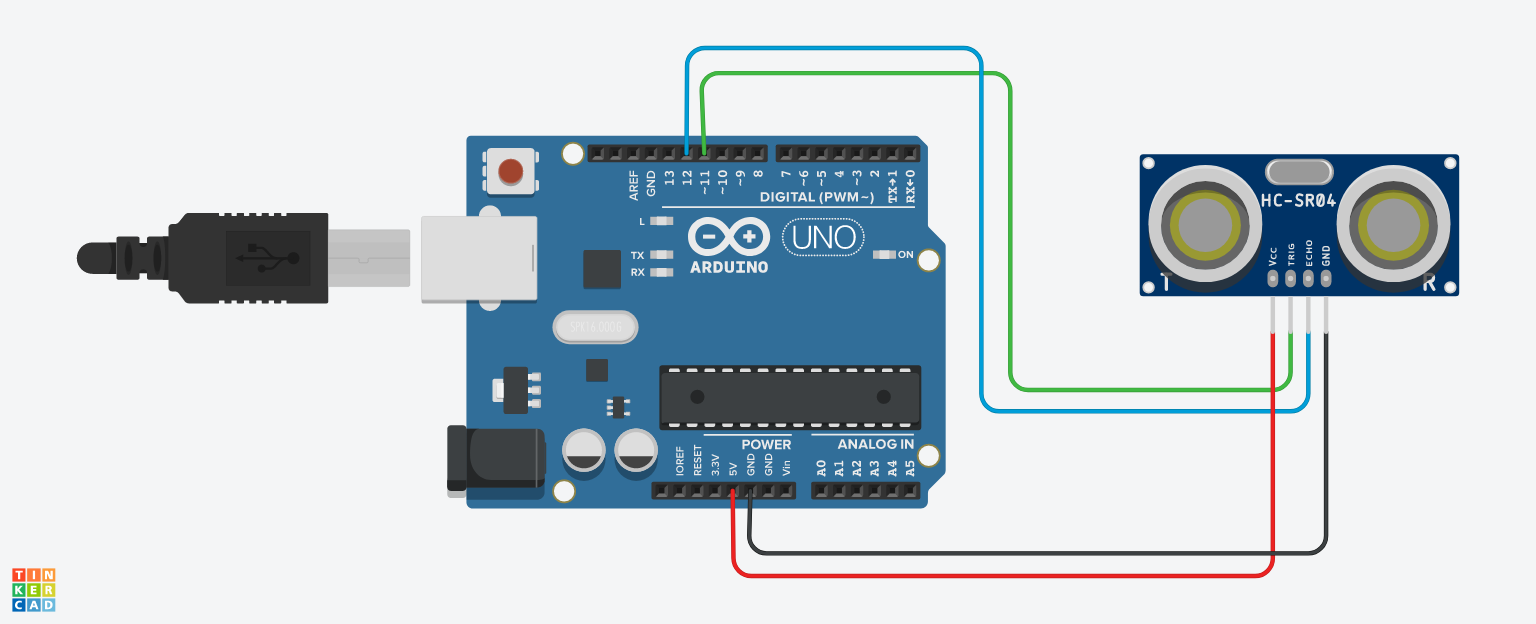 AREF
GND
13
12
~11
~10
~9
8
7
~6
~5
4
~3
2
TX→1
RX←0
DIGITAL (PWM~)
L
TX
RX
ARDUINO
UNO
ON
SPK16.000G
POWER
ANALOG IN
IOREF
RESET
3.3V
5V
GND
GND
Vin
A0
A1
A2
A3
A4
A5
HC-SR04
VCC
TRIG
ECHO
GND
T
R
TIN
KER
CAD